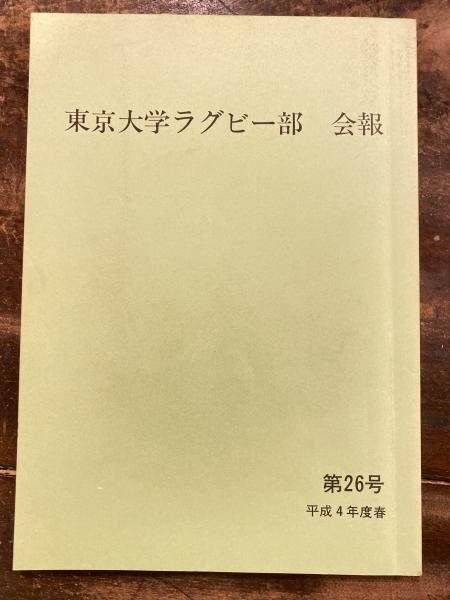 東京大学ラグビー部　会報
第26号
平成4年度春